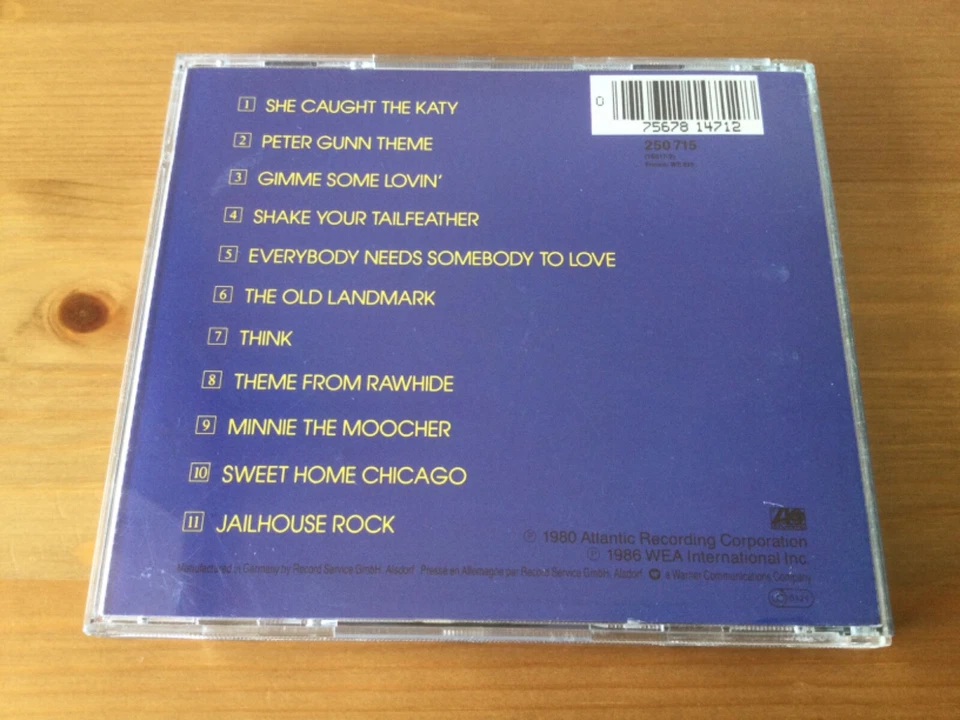 1 SHE CAUGHT THE KATY
2 PETER GUNN THEME
3 GIMME SOME LOVIN'
4 SHAKE YOUR TAILFEATHER
5 EVERYBODY NEEDS SOMEBODY TO LOVE
6 THE OLD LANDMARK
7 THINK
8 THEME FROM RAWHIDE
9 MINNIE THE MOOCHER
10 SWEET HOME CHICAGO
11 JAILHOUSE ROCK
0 75678 14712
250 715
℗ 1980 Atlantic Recording Corporation
℗ 1986 WEA International Inc.
Manufactured in Germany by Record Service GmbH, Alsdorf Pressé en Allemagne par Record Service GmbH, Alsdorf a Warner Communications Company